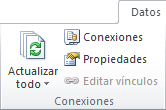 Datos
Actualizar
todo
Conexiones
Propiedades
Editar vínculos
Conexiones